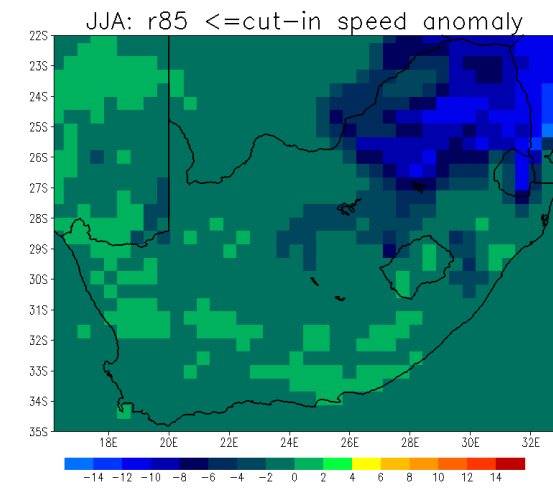 JJA: r85 <=cut-in speed anomaly
22S
23S
24S
25S
26S
27S
28S
29S
30S
31S
32S
33S
34S
35S
18E 20E 22E 24E 26E 28E 30E 32E
-14 -12 -10 -8 -6 -4 -2 0 2 4 6 8 10 12 14